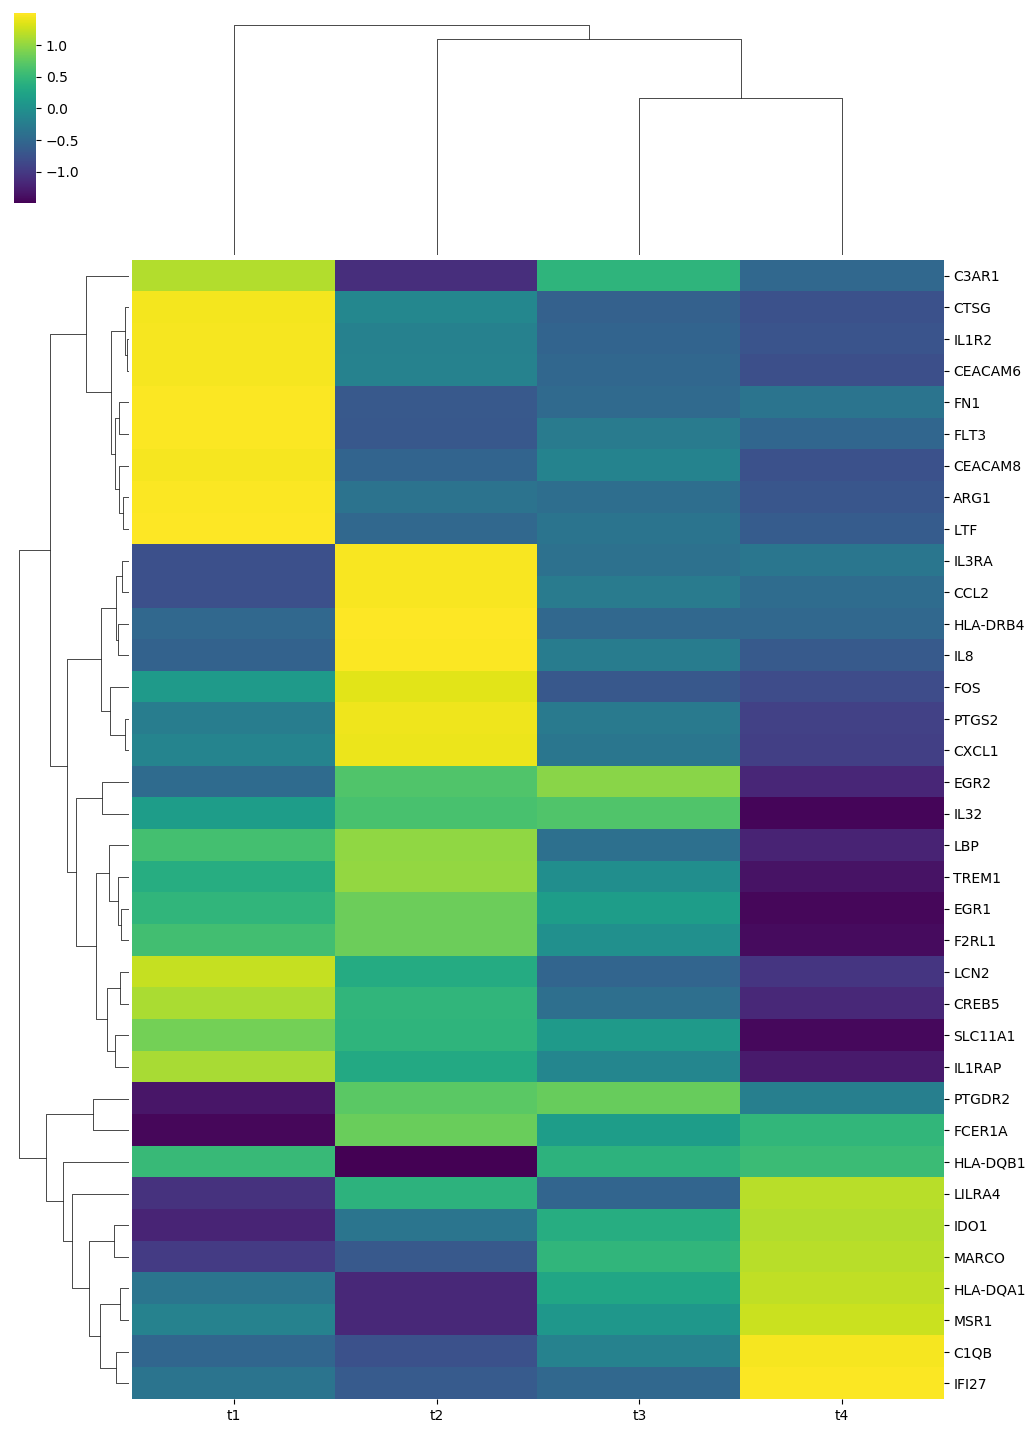 1.0
0.5
0.0
−0.5
−1.0
C3AR1
CTSG
IL1R2
CEACAM6
FN1
FLT3
CEACAM8
ARG1
LTF
IL3RA
CCL2
HLA-DRB4
IL8
FOS
PTGS2
CXCL1
EGR2
IL32
LBP
TREM1
EGR1
F2RL1
LCN2
CREB5
SLC11A1
IL1RAP
PTGDR2
FCER1A
HLA-DQB1
LILRA4
IDO1
MARCO
HLA-DQA1
MSR1
C1QB
IFI27
t1 t2 t3 t4